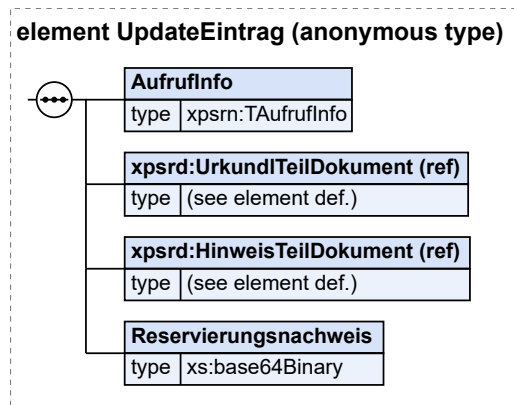 element UpdateEintrag (anonymous type)
AufrufInfo
type xpsrn:TAufrufInfo
xpsrd:UrkundlTeilDokument (ref)
type (see element def.)
xpsrd:HinweisTeilDokument (ref)
type (see element def.)
Reservierungsnachweis
type xs:base64Binary